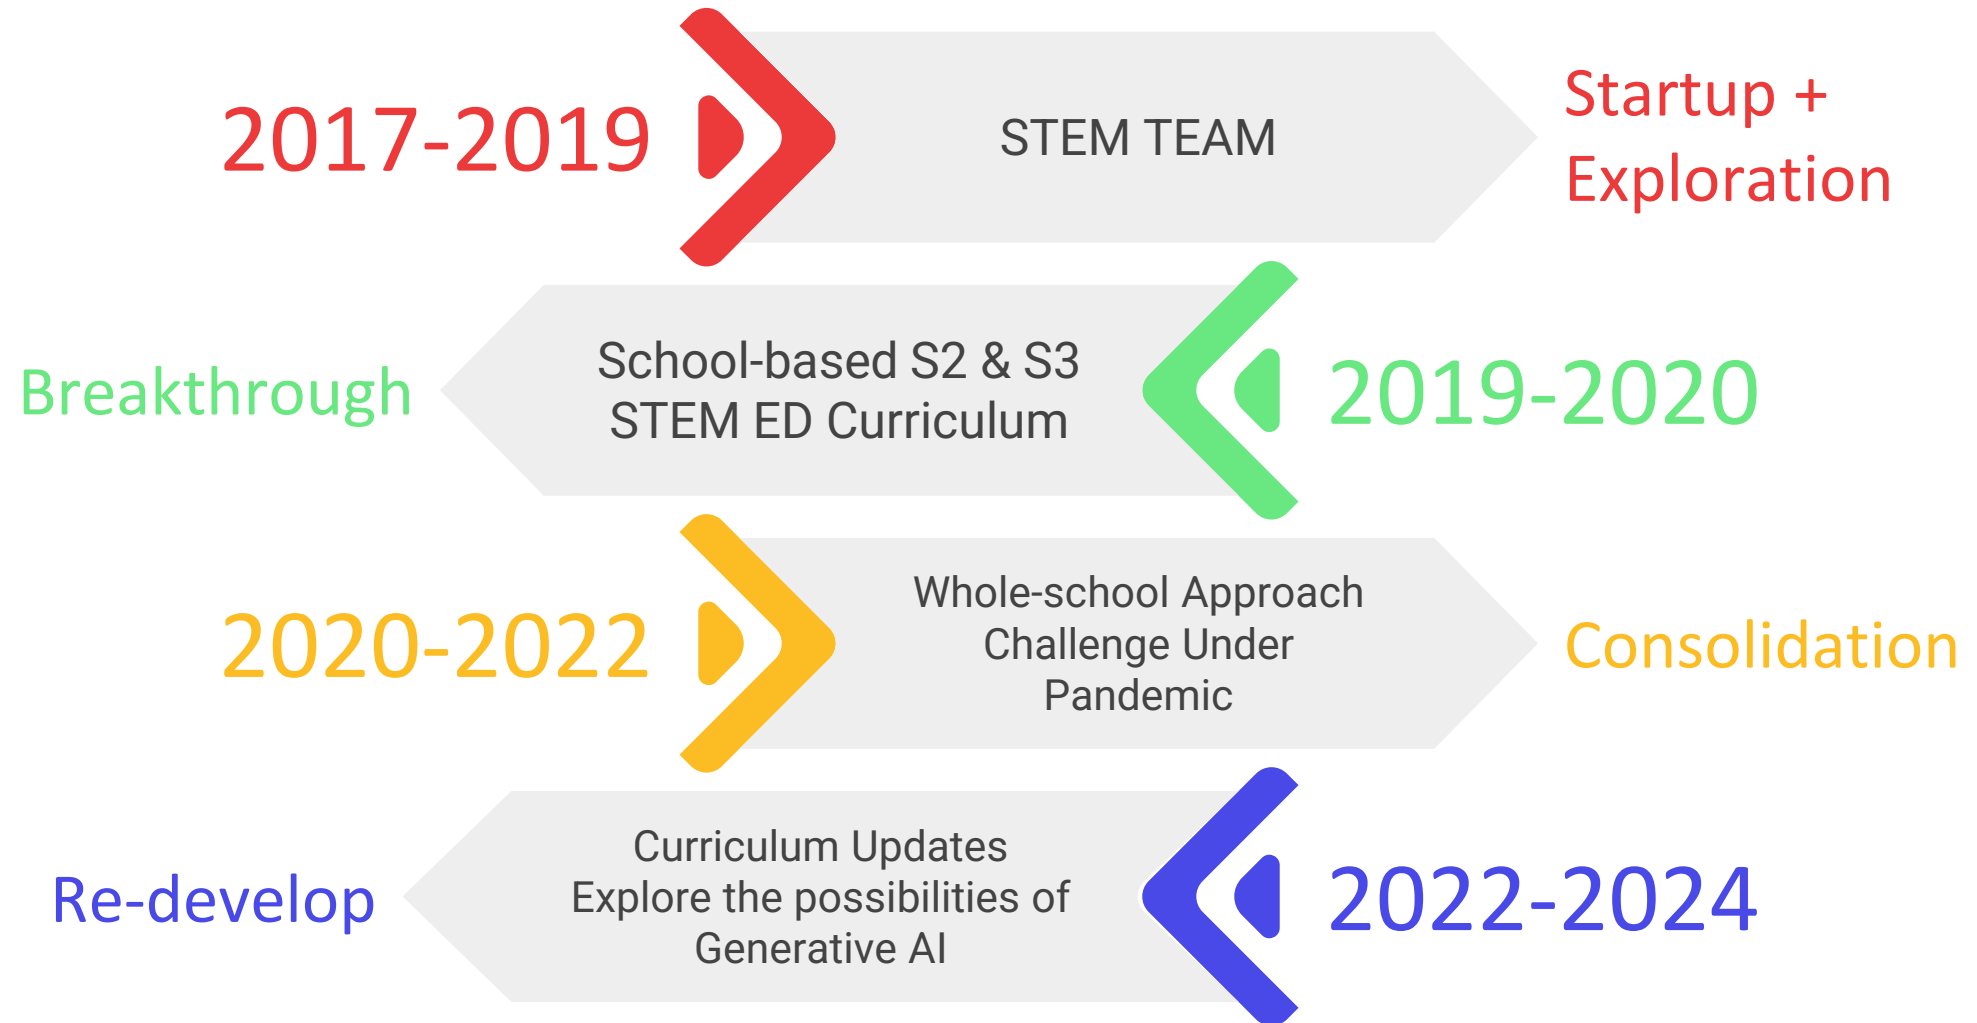 2017-2019
STEM TEAM
Startup +
Exploration
Breakthrough
School-based S2 & S3
STEM ED Curriculum
2019-2020
2020-2022
Whole-school Approach
Challenge Under
Pandemic
Consolidation
Re-develop
Curriculum Updates
Explore the possibilities of
Generative AI
2022-2024